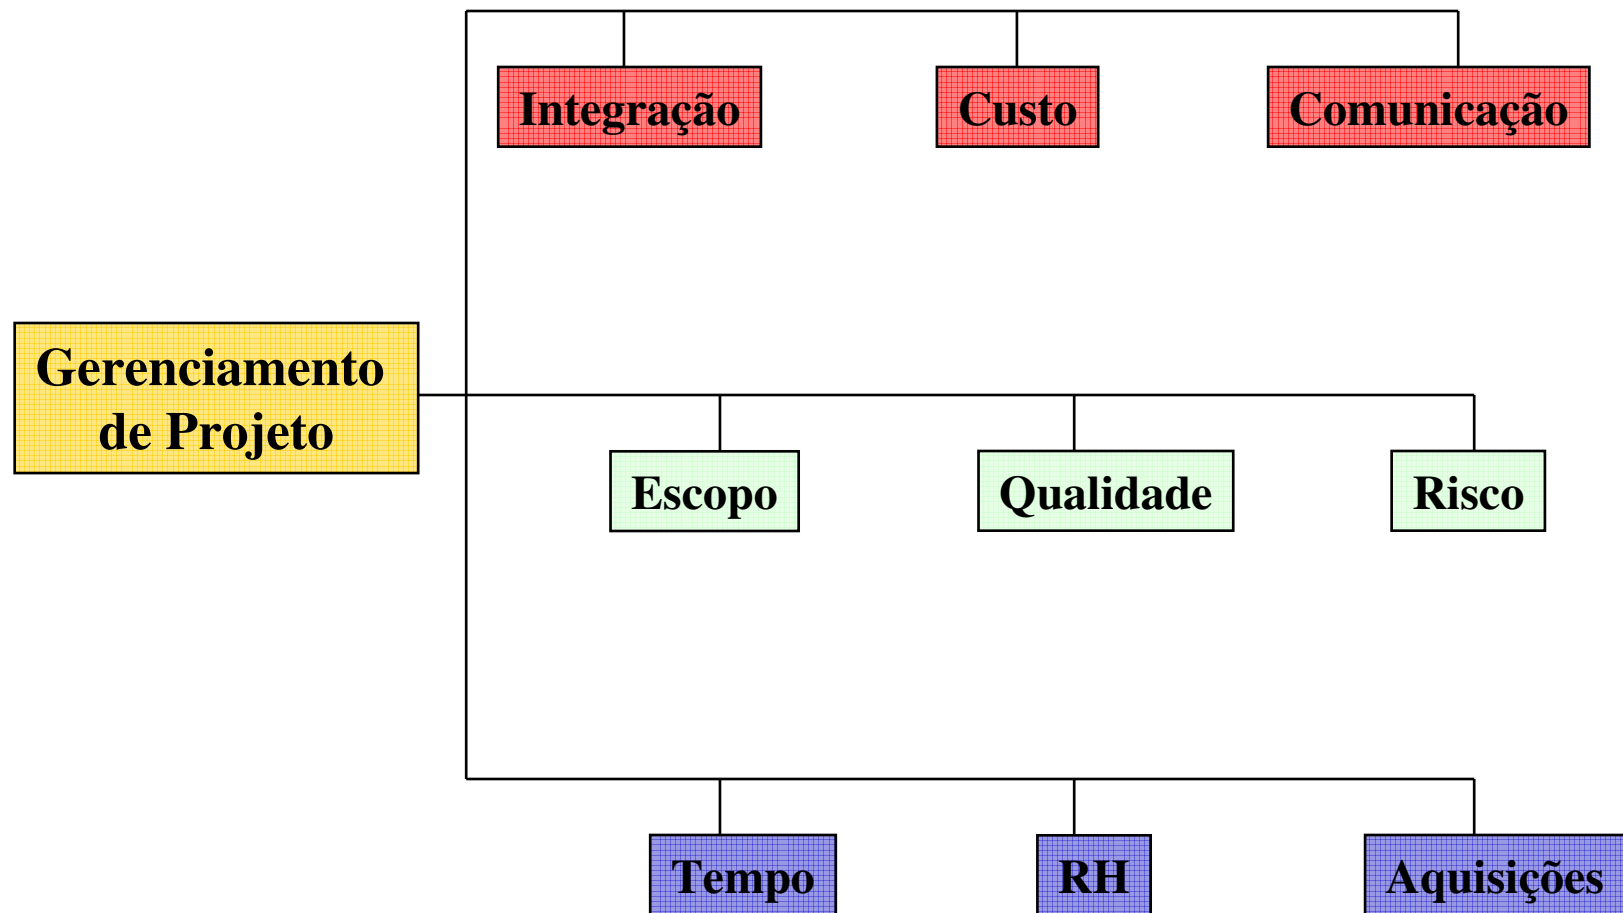 Integração
Custo
Comunicação
Gerenciamento
de Projeto
Escopo
Qualidade
Risco
Tempo
RH
Aquisições